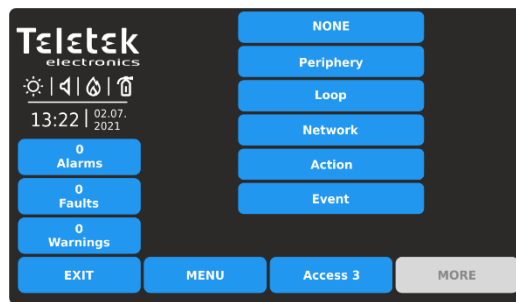 Teletek
electronics
13:22
02.07.
2021
0
Alarms
0
Faults
0
Warnings
NONE
Periphery
Loop
Network
Action
Event
EXIT
MENU
Access 3
MORE